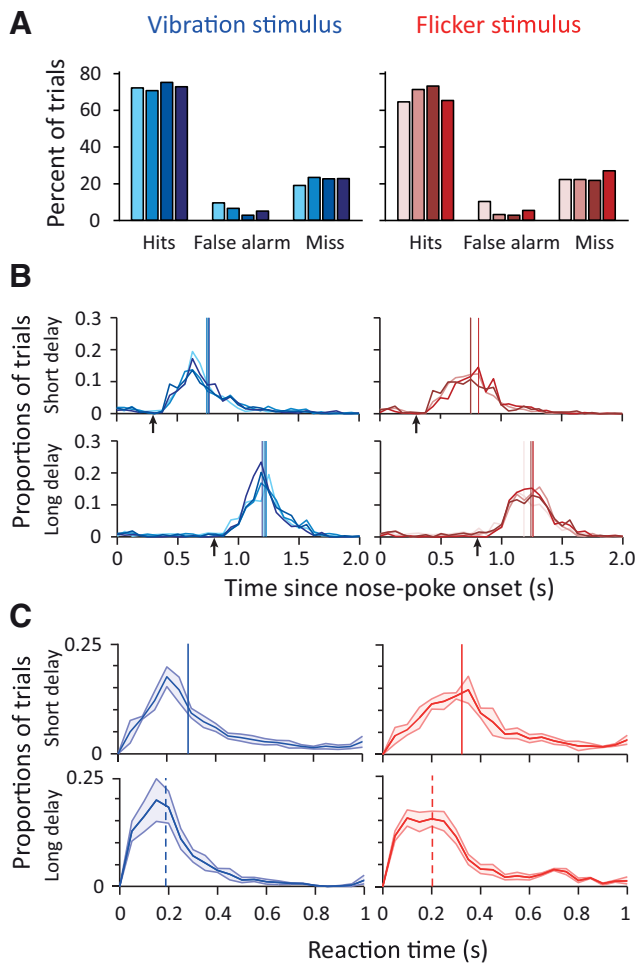 A
Vibration stimulus
Flicker stimulus
Percent of trials
80
60
40
20
0
Hits
False alarm
Miss
Hits
False alarm
Miss
B
Proportions of trials
Short delay
0.3
0.2
0.1
0
Long delay
0.3
0.2
0.1
0
0 0.5 1.0 1.5 2.0
0.5 1.0 1.5 2.0
Time since nose-poke onset (s)
C
Proportions of trials
Short delay
0.25
0
Long delay
0.25
0
0 0.2 0.4 0.6 0.8 1
0 0.2 0.4 0.6 0.8 1
Reaction time (s)